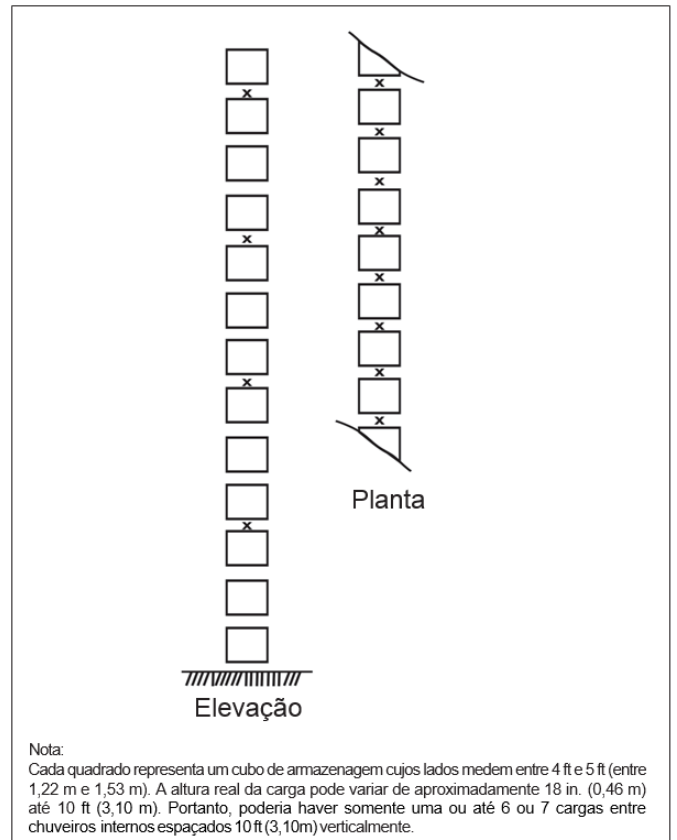 Planta
Elevação
Nota:
Cada quadrado representa um cubo de armazenagem cujos lados medem entre 4 ft e 5 ft (entre
1,22 m e 1,53 m). A altura real da carga pode variar de aproximadamente 18 in. (0,46 m)
até 10 ft (3,10 m). Portanto, poderia haver somente uma ou até 6 ou 7 cargas entre
chuveiros internos espaçados 10 ft (3,10m) verticalmente.